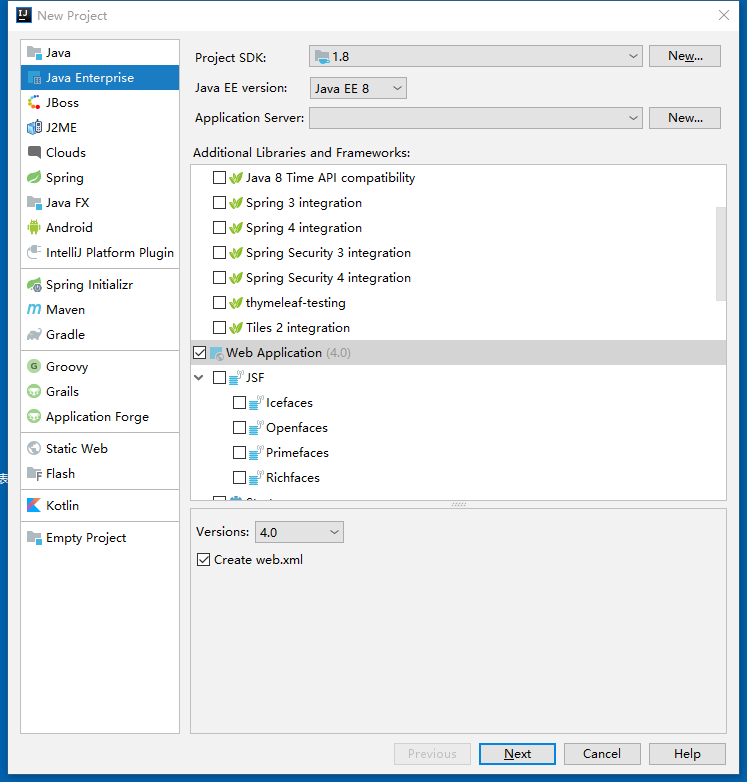 New Project
Java
Java Enterprise
JBoss
J2ME
Clouds
Spring
Java FX
Android
IntelliJ Platform Plugin
Spring Initializr
Maven
Gradle
Groovy
Grails
Application Forge
Static Web
Flash
Kotlin
Empty Project
Project SDK: 1.8 New...
Java EE version: Java EE 8
Application Server: New...
Additional Libraries and Frameworks:
Java 8 Time API compatibility
Spring 3 integration
Spring 4 integration
Spring Security 3 integration
Spring Security 4 integration
thymeleaf-testing
Tiles 2 integration
Web Application (4.0)
JSF
Icefaces
Openfaces
Primefaces
Richfaces
Versions: 4.0
Create web.xml
Previous Next Cancel Help